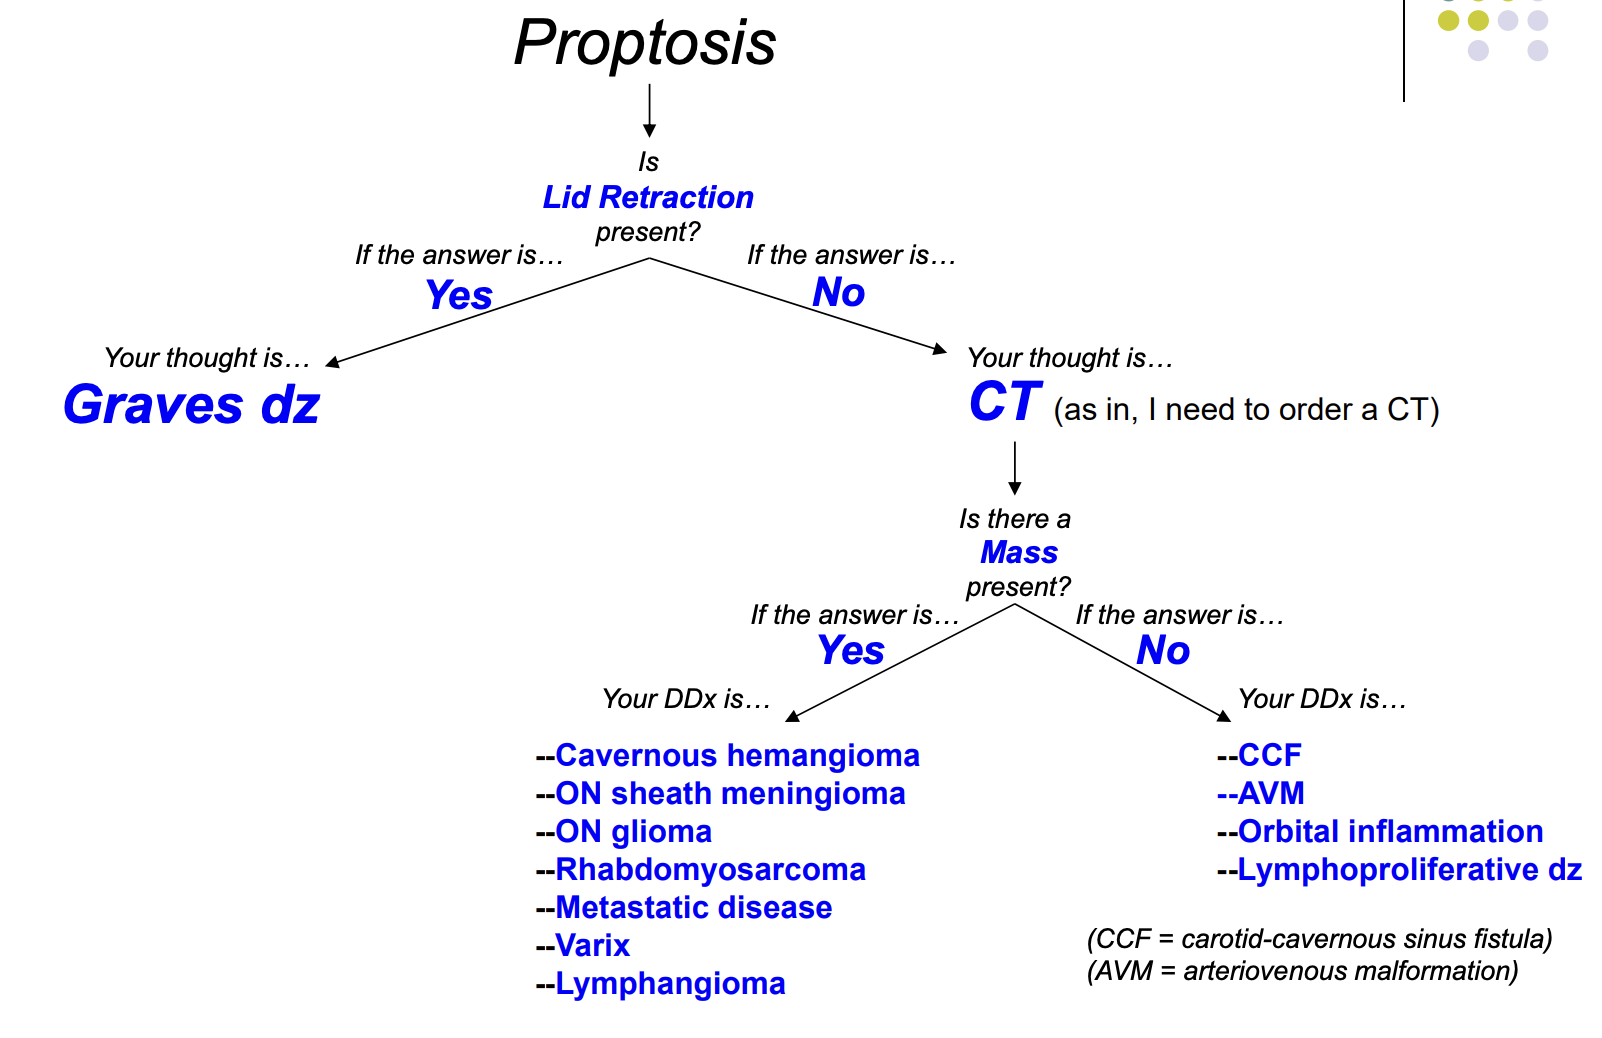 Proptosis
Is
Lid Retraction
present?
If the answer is…
Yes
If the answer is…
No
Your thought is…
Graves dz
Your thought is…
CT (as in, I need to order a CT)
Is there a
Mass
present?
If the answer is…
Yes
If the answer is…
No
Your DDx is…
--Cavernous hemangioma
--ON sheath meningioma
--ON glioma
--Rhabdomyosarcoma
--Metastatic disease
--Varix
--Lymphangioma
Your DDx is…
--CCF
--AVM
--Orbital inflammation
--Lymphoproliferative dz
(CCF = carotid-cavernous sinus fistula)
(AVM = arteriovenous malformation)